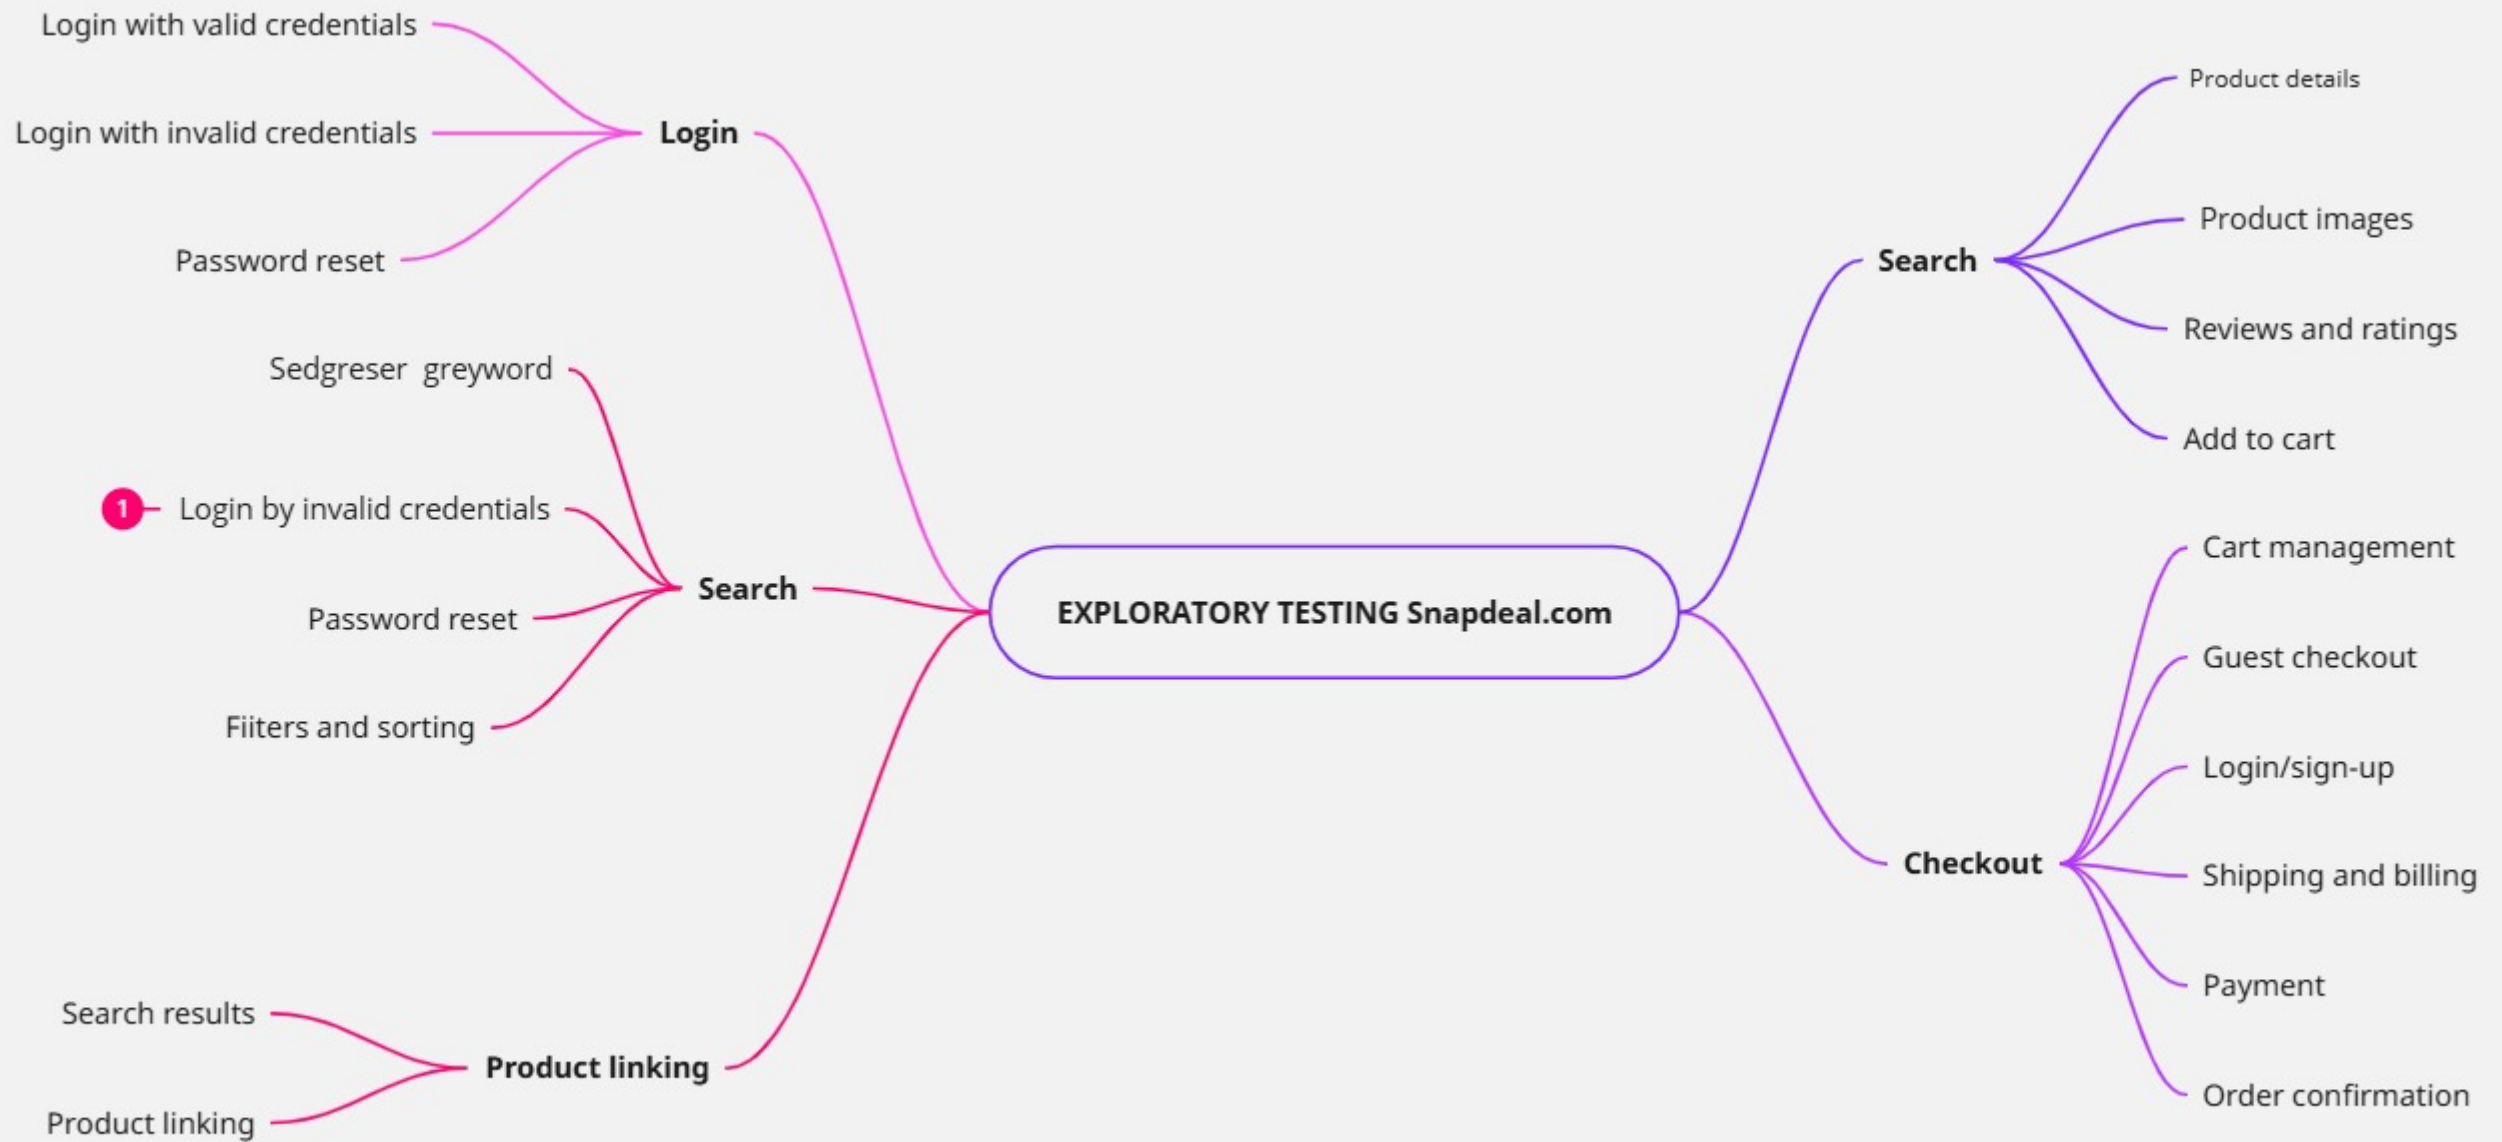 Login with valid credentials
Login with invalid credentials
Password reset
Login
Sedgreser greyword
1
Login by invalid credentials
Password reset
Fiiters and sorting
Search
Search results
Product linking
Product linking
EXPLORATORY TESTING Snapdeal.com
Search
Product details
Product images
Reviews and ratings
Add to cart
Checkout
Cart management
Guest checkout
Login/sign-up
Shipping and billing
Payment
Order confirmation